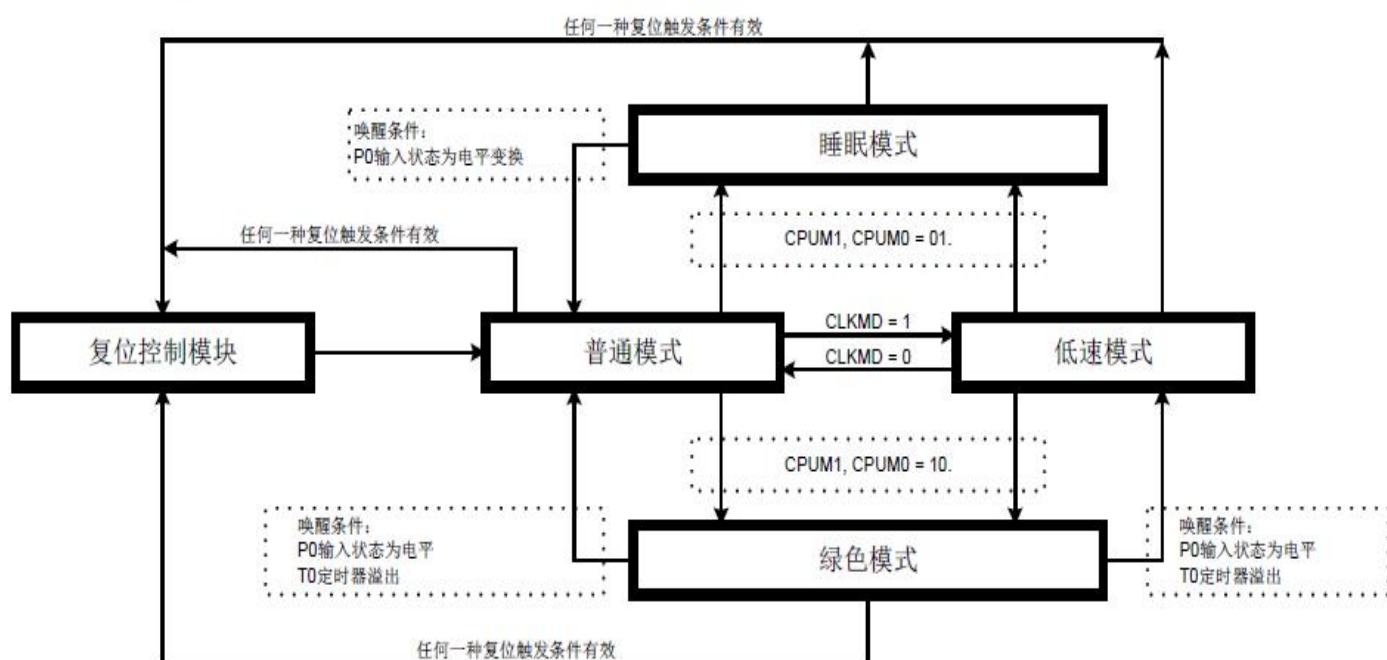 任何一种复位触发条件有效
唤醒条件：
P0输入状态为电平变换
睡眠模式
CPUM1, CPUM0 = 01.
任何一种复位触发条件有效
CLKMD = 1
复位控制模块
普通模式
低速模式
CLKMD = 0
CPUM1, CPUM0 = 10.
唤醒条件：
P0输入状态为电平
T0定时器溢出
绿色模式
唤醒条件：
P0输入状态为电平
T0定时器溢出
任何一种复位触发条件有效